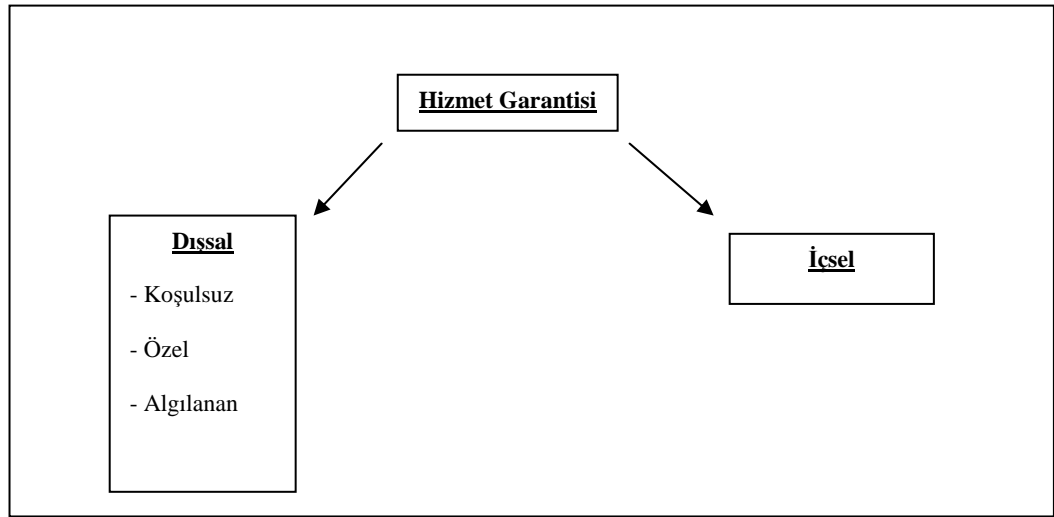 Hizmet Garantisi
Dışsal
- Koşulsuz
- Özel
- Algılanan
İçsel